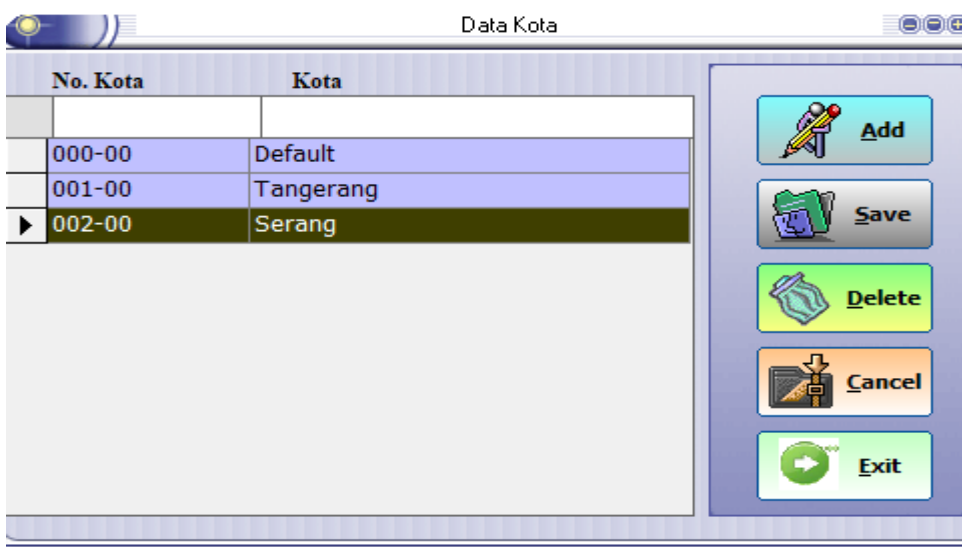 Data Kota
No. Kota Kota
000-00 Default
001-00 Tangerang
002-00 Serang
Add
Save
Delete
Cancel
Exit